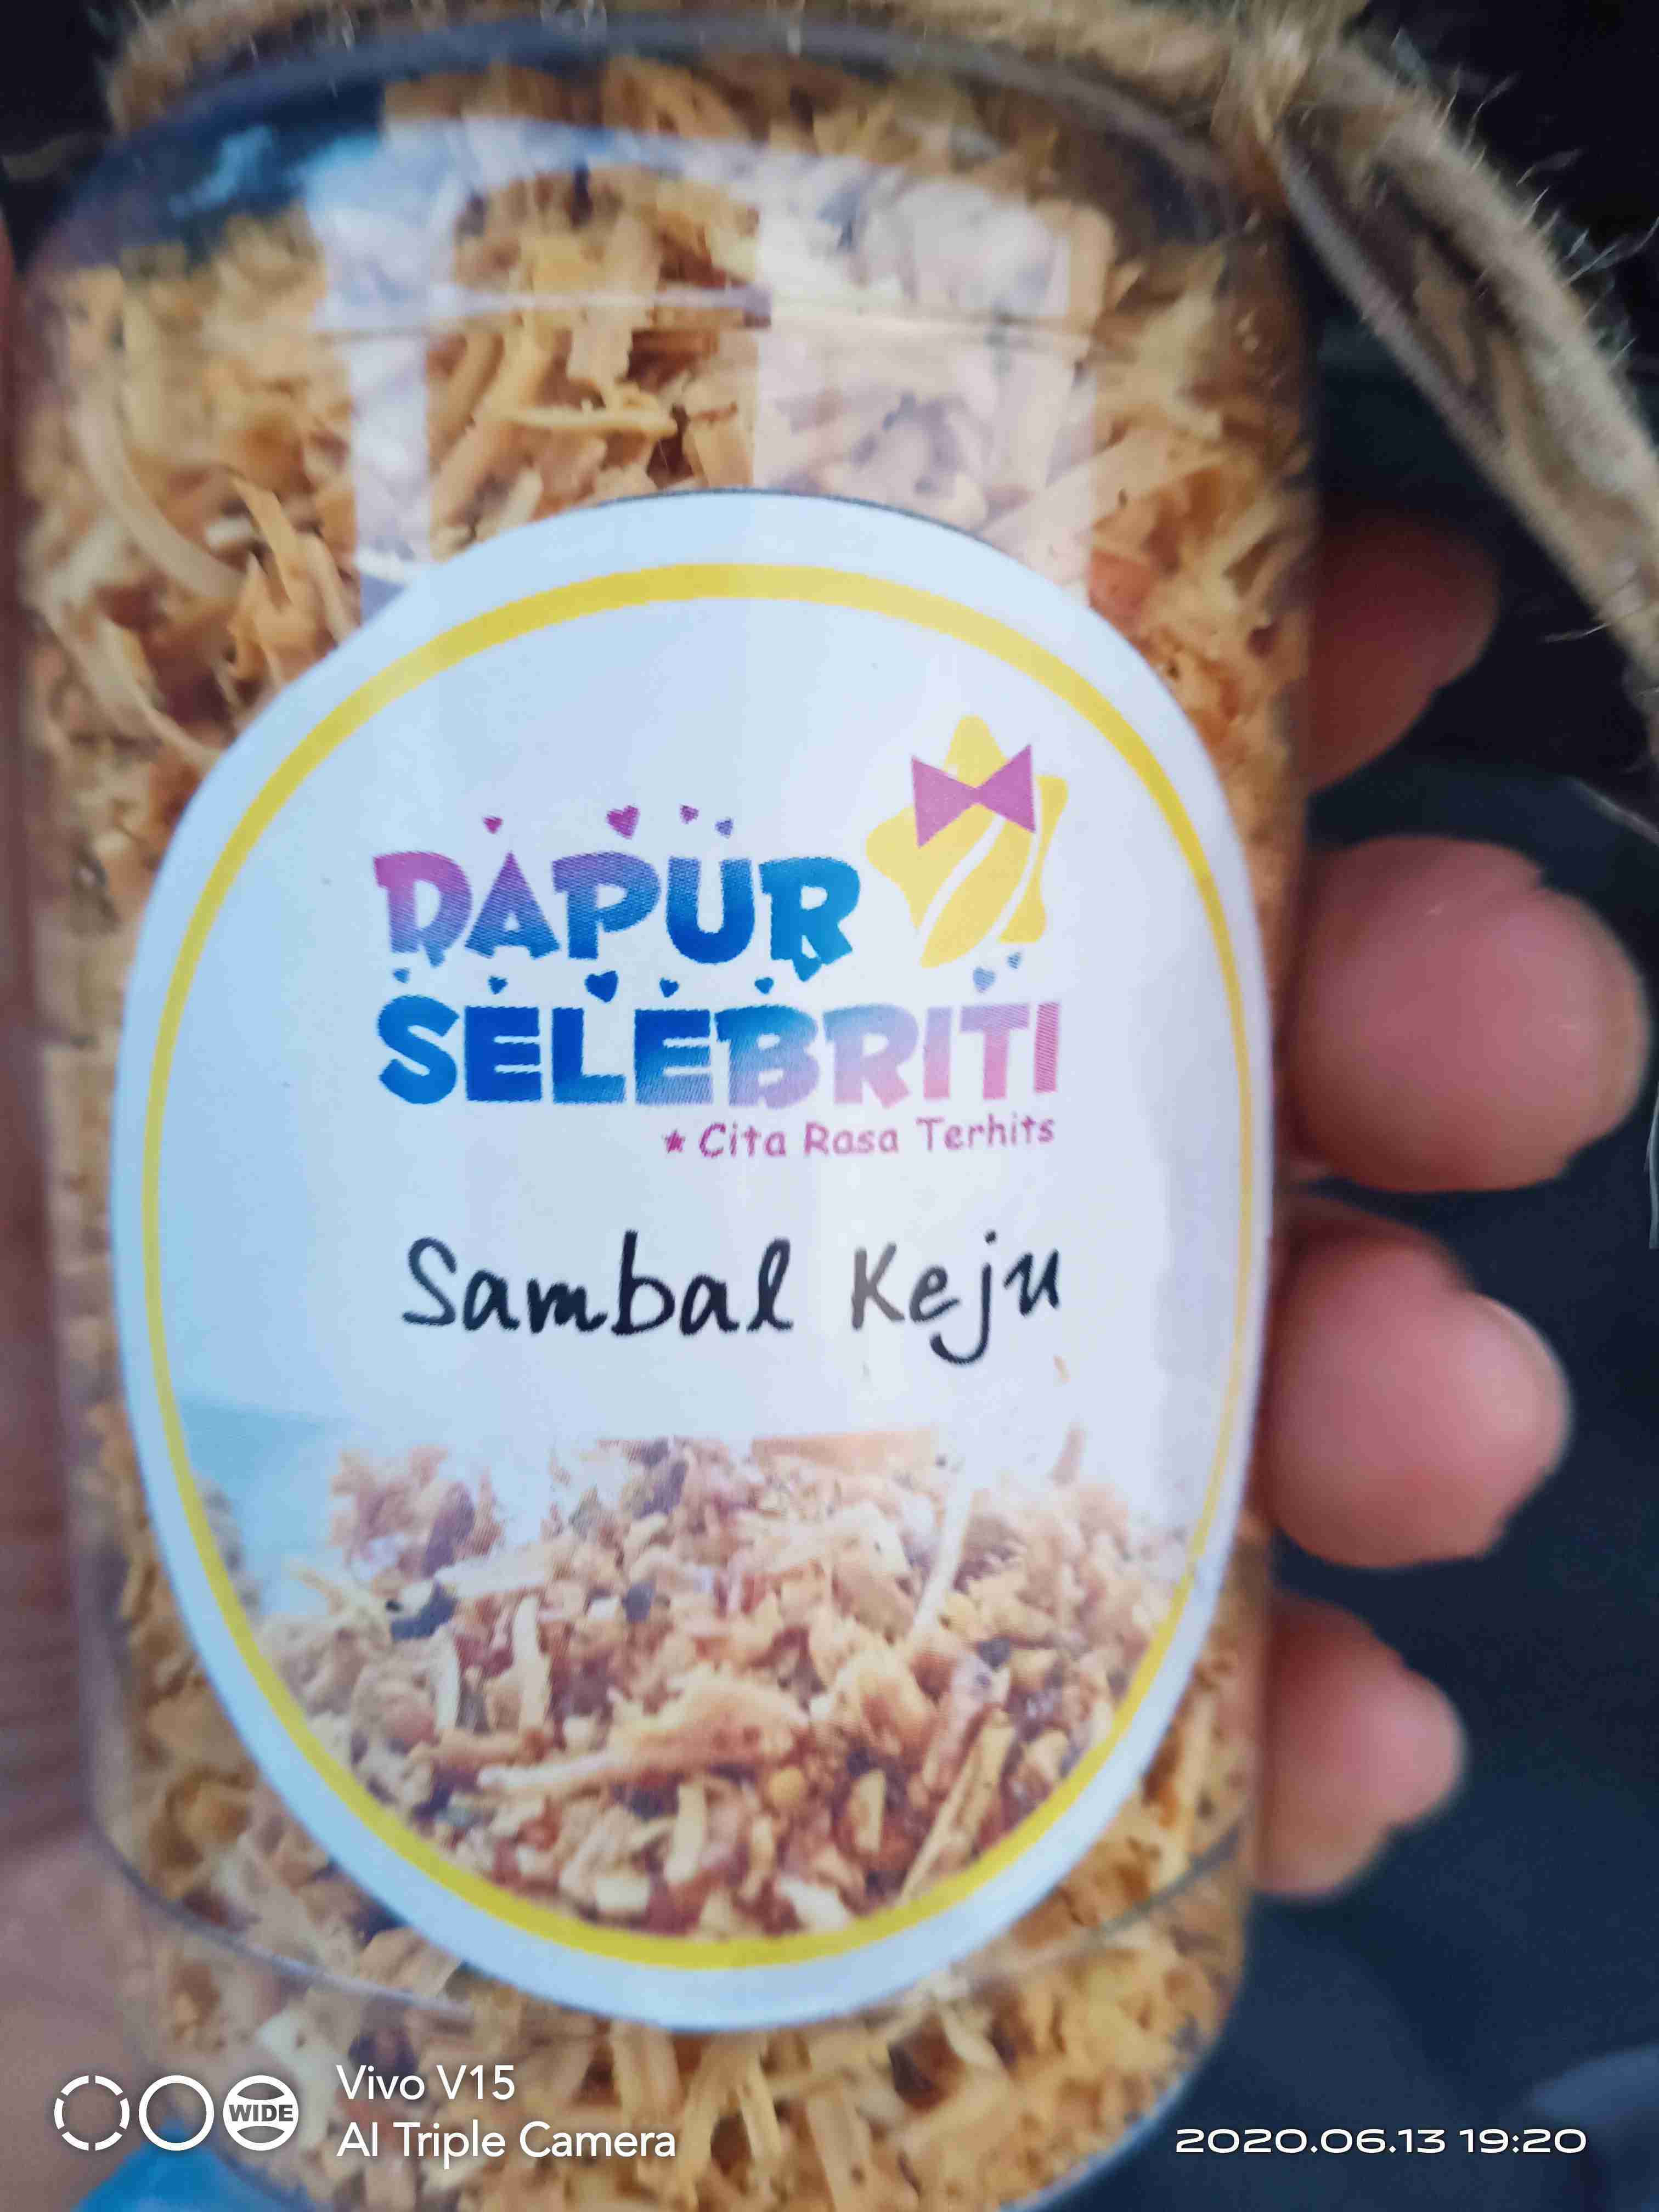 DAPUR
SELEBRITI
★ Cita Rasa Terhits
Sambal Keju
WIDE
Vivo V15
AI Triple Camera
2020.06.13 19:20